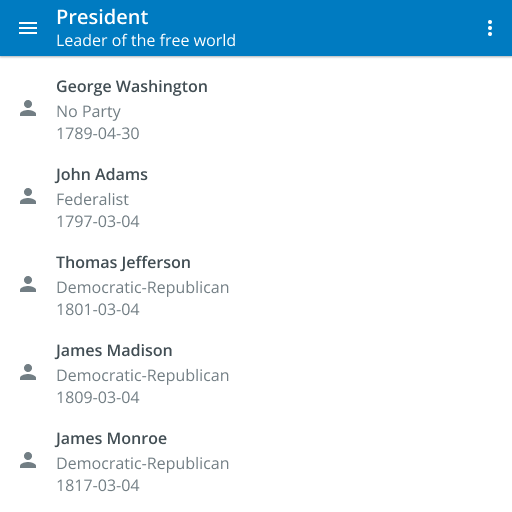 President
Leader of the free world
George Washington
No Party
1789-04-30
John Adams
Federalist
1797-03-04
Thomas Jefferson
Democratic-Republican
1801-03-04
James Madison
Democratic-Republican
1809-03-04
James Monroe
Democratic-Republican
1817-03-04